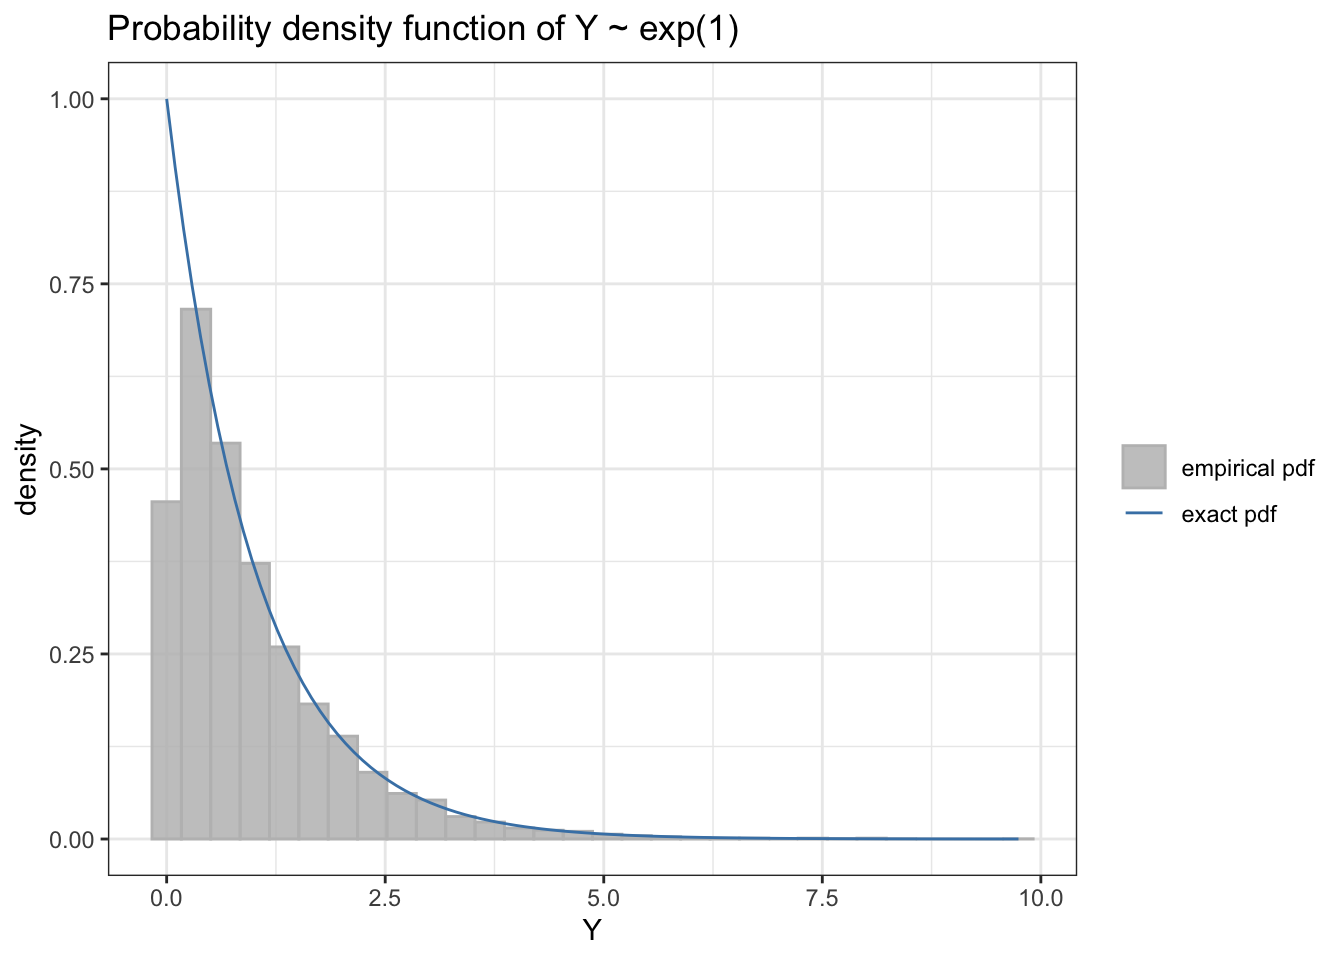 Probability density function of Y ~ exp(1)
1.00
0.75
0.50
0.25
0.00
density
0.0 2.5 5.0 7.5 10.0
Y
empirical pdf
exact pdf